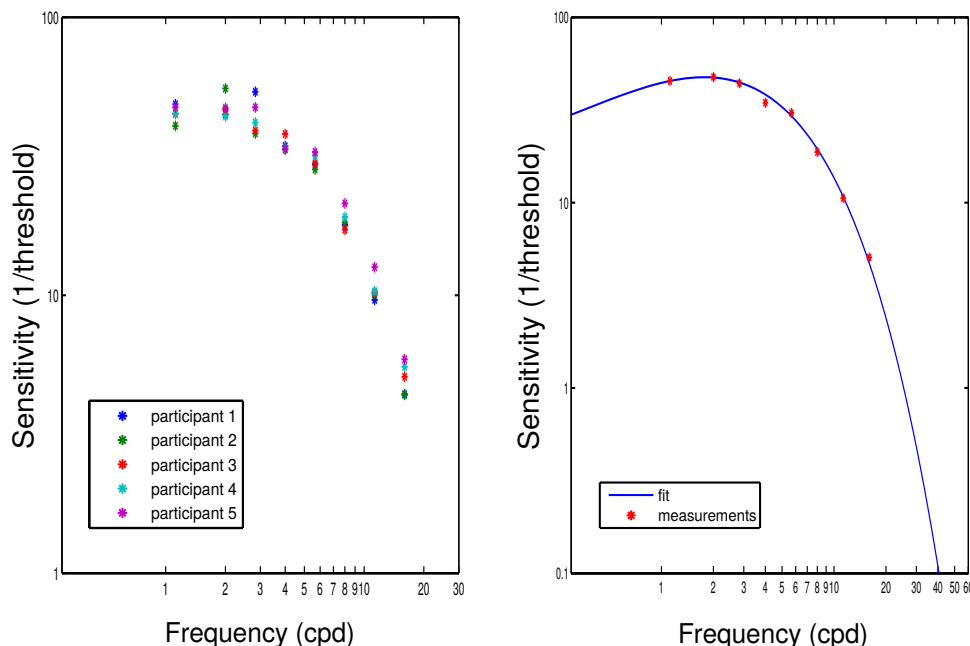 100
10
1
Sensitivity (1/threshold)
participant 1
participant 2
participant 3
participant 4
participant 5
1 2 3 4 5 6 7 8 9 10 20 30
Frequency (cpd)
100
10
1
0.1
Sensitivity (1/threshold)
fit
measurements
1 2 3 4 5 6 7 8 9 10 20 30 40 50 60
Frequency (cpd)